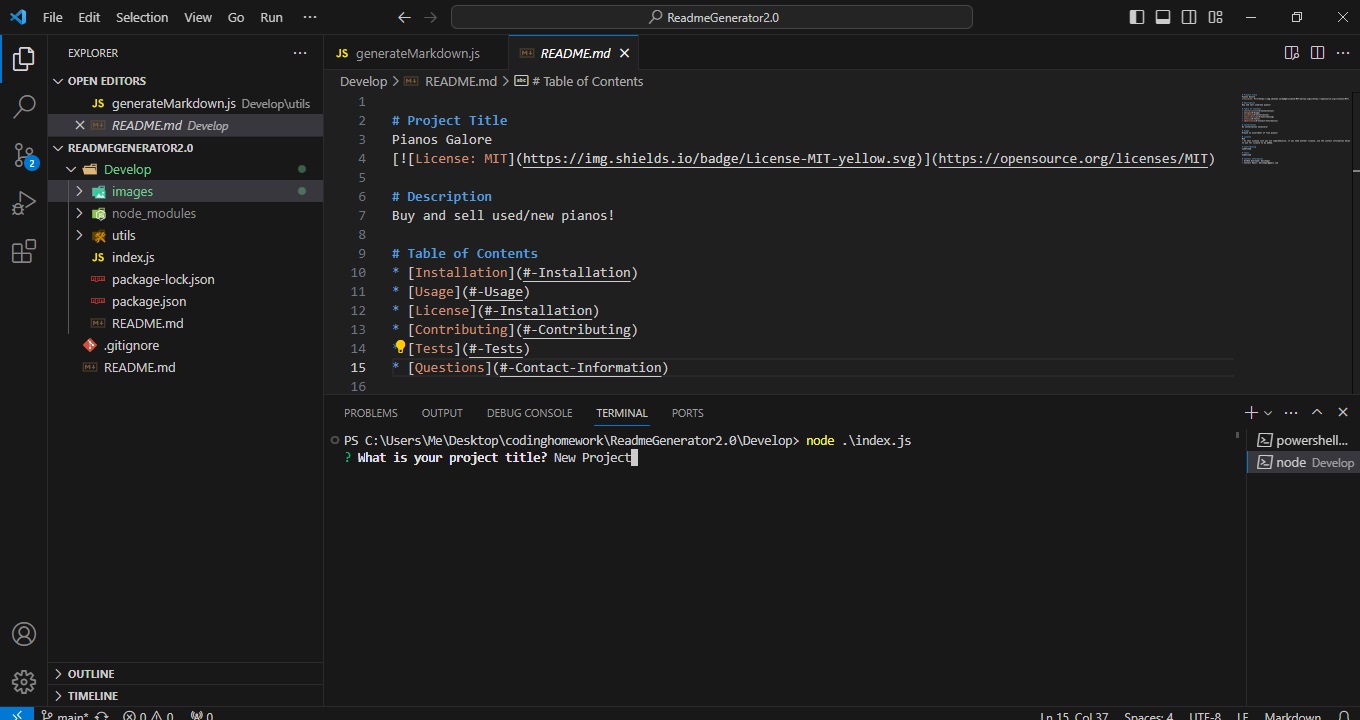 File Edit Selection View Go Run ··· ReadmeGenerator2.0
EXPLORER ···
OPEN EDITORS
JS generateMarkdown.js Develop\utils
README.md Develop
READMEGENERATOR2.0
Develop
images
node_modules
utils
JS index.js
package-lock.json
package.json
README.md
.gitignore
README.md
OUTLINE
TIMELINE
2
JS generateMarkdown.js README.md
Develop > README.md > # Table of Contents
1
2 # Project Title
3 Pianos Galore
4 [![License: MIT](https://img.shields.io/badge/License-MIT-yellow.svg)](https://opensource.org/licenses/MIT)
5
6 # Description
7 Buy and sell used/new pianos!
8
9 # Table of Contents
10 * [Installation](#-Installation)
11 * [Usage](#-Usage)
12 * [License](#-Installation)
13 * [Contributing](#-Contributing)
14 [Tests](#-Tests)
15 * [Questions](#-Contact-Information)
16
PROBLEMS OUTPUT DEBUG CONSOLE TERMINAL PORTS
PS C:\Users\Me\Desktop\codinghomework\ReadmeGenerator2.0\Develop> node .\index.js
? What is your project title? New Project
powershell...
node Develop
main* 0 0 0 Ln 15, Col 37 Spaces: 4 UTF-8 LF Markdown